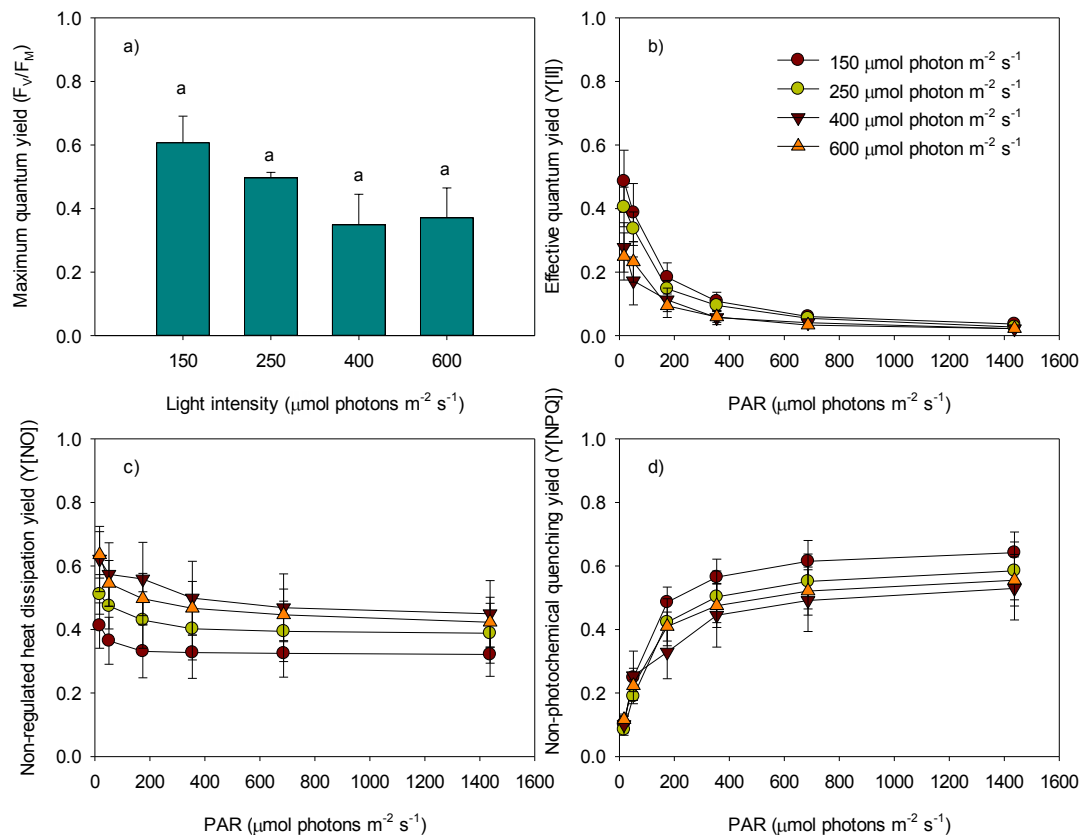 a)
Maximum quantum yield (F_V/F_M)
1.0
0.8
0.6
0.4
0.2
0.0
a
a
a
a
150 250 400 600
Light intensity (μmol photons m⁻² s⁻¹)
b)
Effective quantum yield (Y[II])
1.0
0.8
0.6
0.4
0.2
0.0
150 μmol photon m⁻² s⁻¹
250 μmol photon m⁻² s⁻¹
400 μmol photon m⁻² s⁻¹
600 μmol photon m⁻² s⁻¹
0 200 400 600 800 1000 1200 1400 1600
PAR (μmol photons m⁻² s⁻¹)
c)
Non-regulated heat dissipation yield (Y[NO])
1.0
0.8
0.6
0.4
0.2
0.0
0 200 400 600 800 1000 1200 1400 1600
PAR (μmol photons m⁻² s⁻¹)
d)
Non-photochemical quenching yield (Y[NPQ])
1.0
0.8
0.6
0.4
0.2
0.0
0 200 400 600 800 1000 1200 1400 1600
PAR (μmol photons m⁻² s⁻¹)